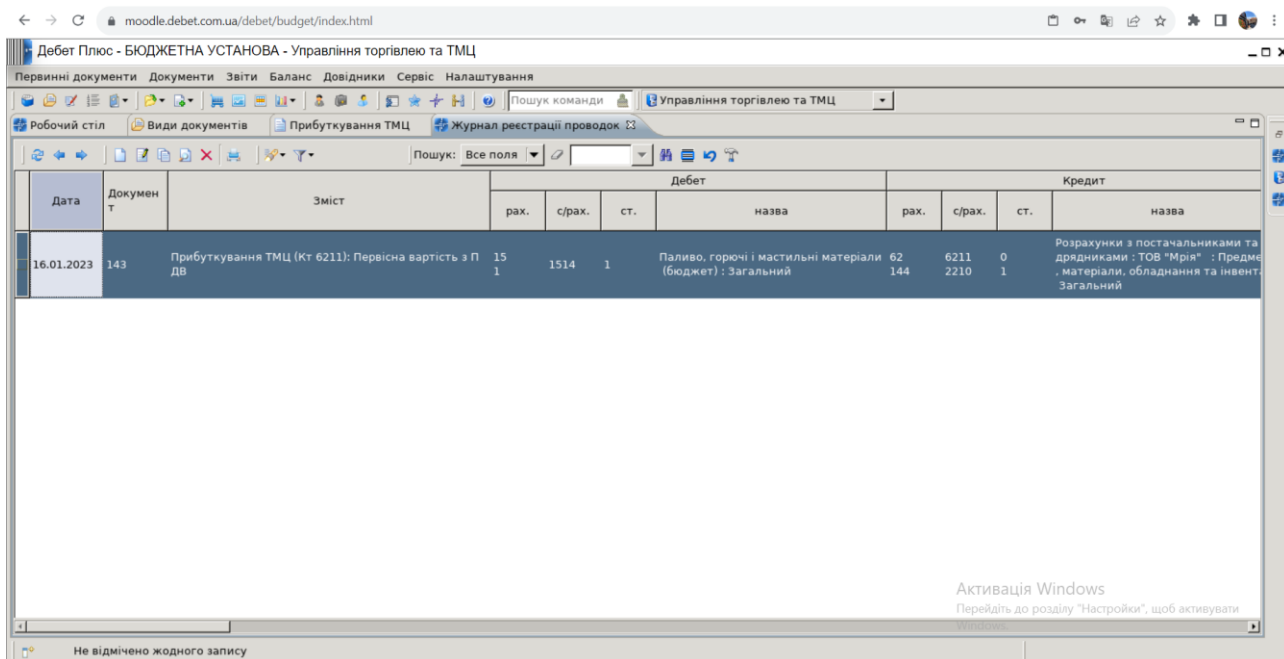 moodle.debet.com.ua/debet/budget/index.html
Дебет Плюс - БЮДЖЕТНА УСТАНОВА - Управління торгівлею та ТМЦ
Первинні документи Документи Звіти Баланс Довідники Сервіс Налаштування
Пошук команди Управління торгівлею та ТМЦ
Робочий стіл Види документів Прибуткування ТМЦ Журнал реєстрації проводок
Пошук: Все поля
Дебет Кредит
Дата Докумен
т Зміст рах. с/рах. ст. назва рах. с/рах. ст. назва
Розрахунки з постачальниками та
16.01.2023 143 Прибуткування ТМЦ (Кт 6211): Первісна вартість з П 15 1514 1 Паливо, горючі і мастильні матеріали 62 6211 0 дрядниками : ТОВ "Мрія" : Предме
ДВ 1 (бюджет) : Загальний 144 2210 1 , матеріали, обладнання та інвент
Загальний
Активація Windows
Перейдіть до розділу "Настройки", щоб активувати
Windows.
Не відмічено жодного запису